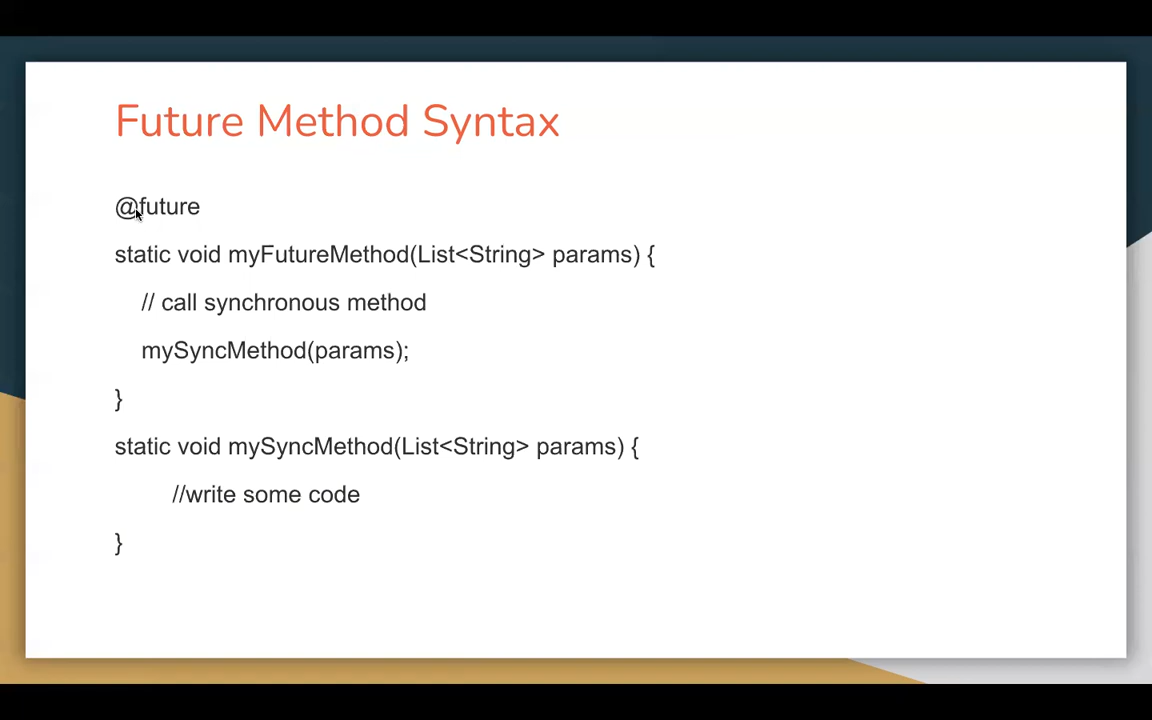 Future Method Syntax
@future
static void myFutureMethod(List<String> params) {
// call synchronous method
mySyncMethod(params);
}
static void mySyncMethod(List<String> params) {
//write some code
}